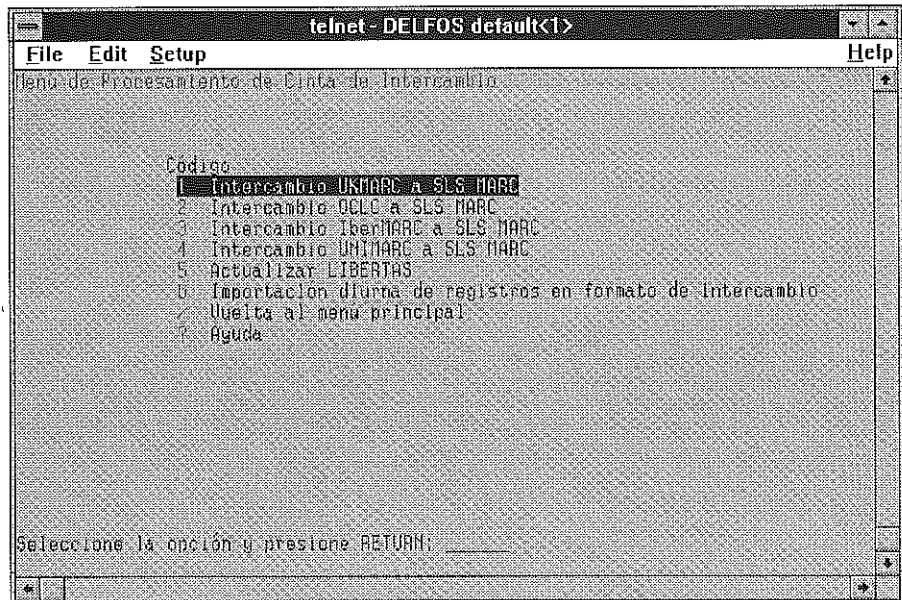 telnet - DELFOS default<1>
File Edit Setup Help
Menu de Procesamiento de Cinta de Intercambio
Codigo
1 Intercambio UKMARC a SLS MARC
2 Intercambio OCLC a SLS MARC
3 Intercambio IberMARC a SLS MARC
4 Intercambio UNIMARC a SLS MARC
5 Actualizar LIBERTAS
6 Importacion diurna de registros en formato de Intercambio
Vuelta al menu principal
? Ayuda
Seleccione la opción y presione RETURN: